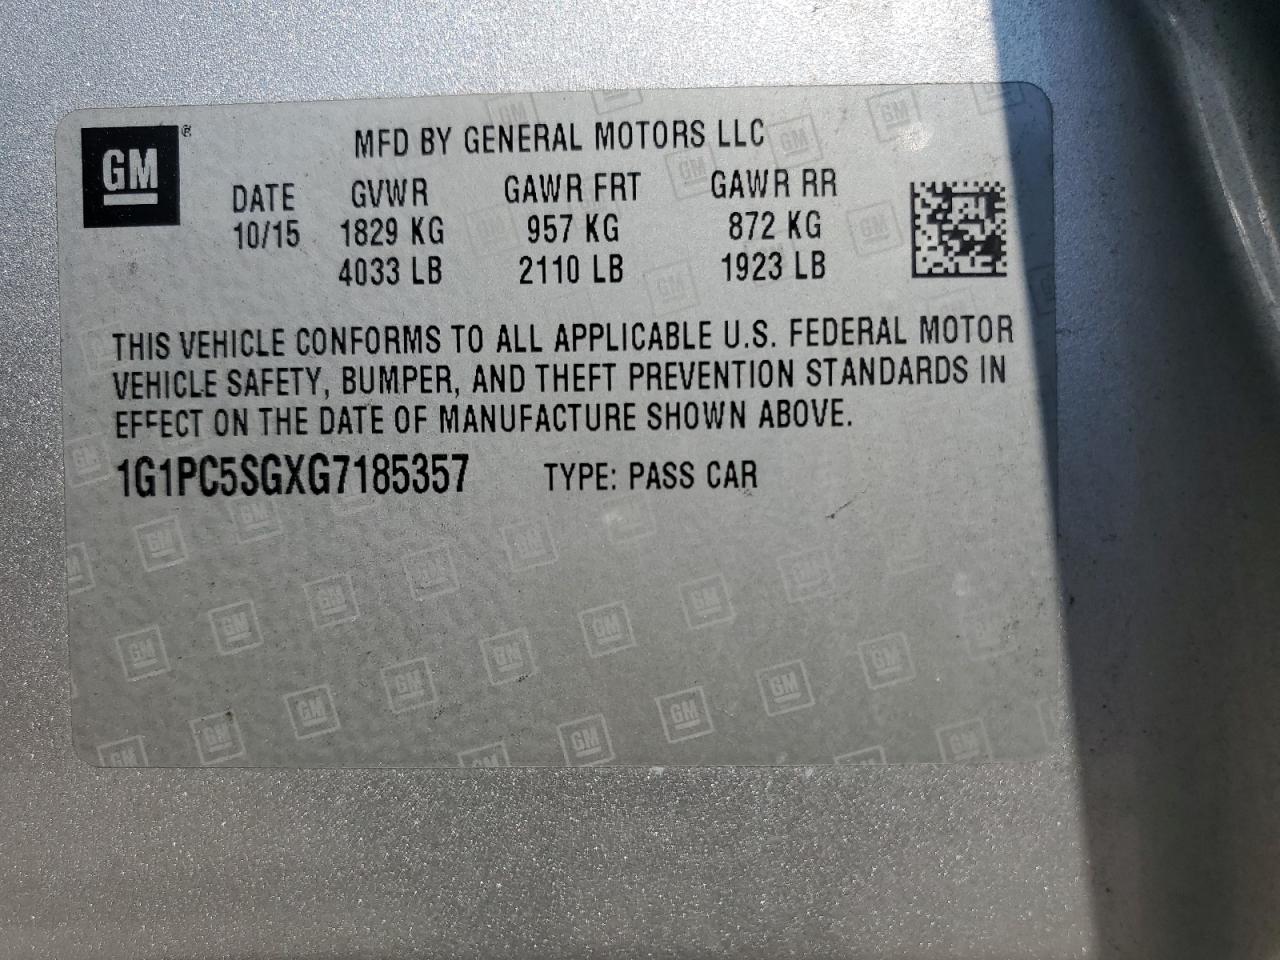 GM ®
MFD BY GENERAL MOTORS LLC
DATE GVWR GAWR FRT GAWR RR
10/15 1829 KG 957 KG 872 KG
4033 LB 2110 LB 1923 LB
THIS VEHICLE CONFORMS TO ALL APPLICABLE U.S. FEDERAL MOTOR
VEHICLE SAFETY, BUMPER, AND THEFT PREVENTION STANDARDS IN
EFFECT ON THE DATE OF MANUFACTURE SHOWN ABOVE.
1G1PC5SGXG7185357 TYPE: PASS CAR